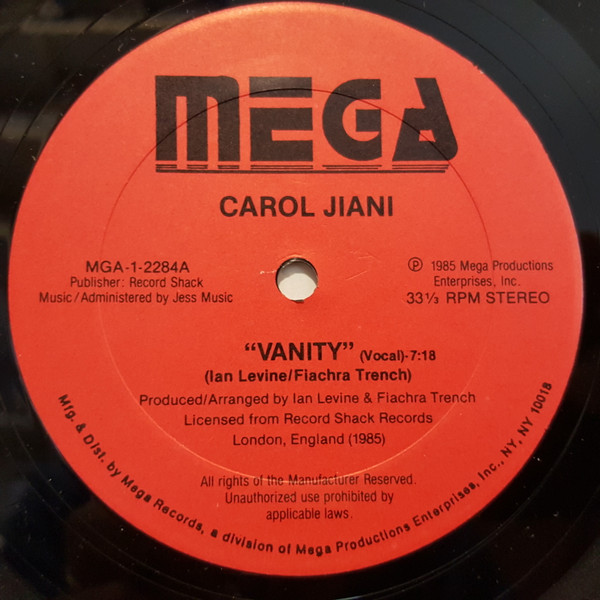 MEGA
CAROL JIANI
MGA-1-2284A
Publisher: Record Shack
Music/Administered by Jess Music
℗ 1985 Mega Productions
Enterprises, Inc.
33⅓ RPM STEREO
"VANITY" (Vocal)-7:18
(Ian Levine/Fiachra Trench)
Produced/Arranged by Ian Levine & Fiachra Trench
Licensed from Record Shack Records
London, England (1985)
All rights of the Manufacturer Reserved.
Unauthorized use prohibited by
applicable laws.
Mfg. & Dist. by Mega Records, a division of Mega Productions Enterprises, Inc., NY, NY 10018